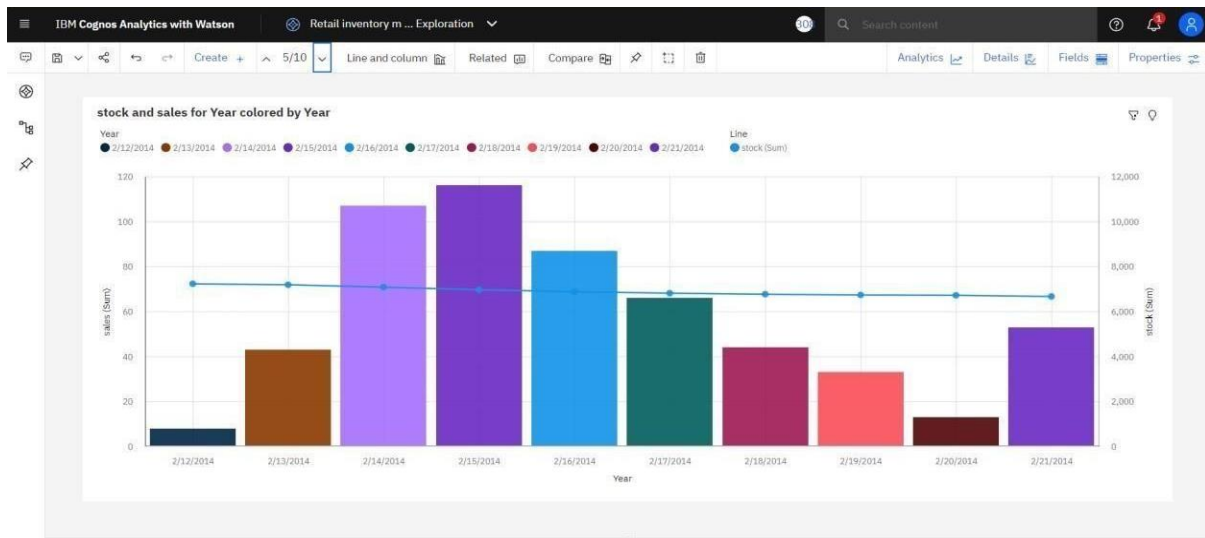 IBM Cognos Analytics with Watson Retail inventory m ... Exploration Search content 1
Create + 5/10 Line and column Related Compare Analytics Details Fields Properties
stock and sales for Year colored by Year
Year Line
2/12/2014 2/13/2014 2/14/2014 2/15/2014 2/16/2014 2/17/2014 2/18/2014 2/19/2014 2/20/2014 2/21/2014 stock (Sum)
120 12,000
100 10,000
80 8,000
60 6,000
40 4,000
20 2,000
0 0
sales (Sum)
stock (Sum)
2/12/2014 2/13/2014 2/14/2014 2/15/2014 2/16/2014 2/17/2014 2/18/2014 2/19/2014 2/20/2014 2/21/2014
Year